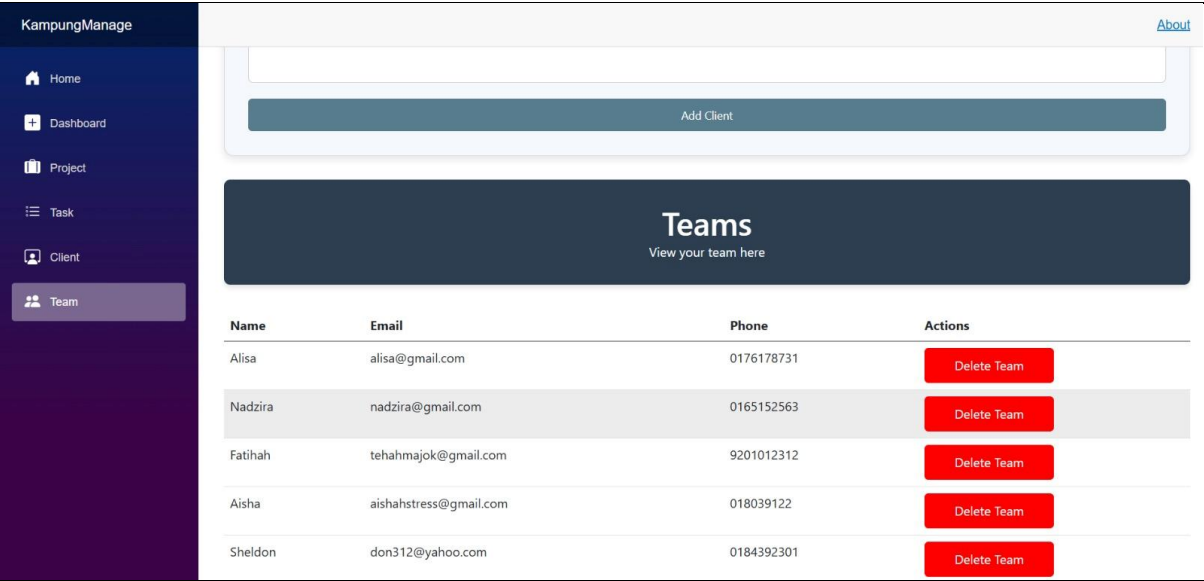 KampungManage
About
Home
Dashboard
Project
Task
Client
Team
Add Client
Teams
View your team here
Name Email Phone Actions
Alisa alisa@gmail.com 0176178731 Delete Team
Nadzira nadzira@gmail.com 0165152563 Delete Team
Fatihah tehahmajok@gmail.com 9201012312 Delete Team
Aisha aishahstress@gmail.com 018039122 Delete Team
Sheldon don312@yahoo.com 0184392301 Delete Team